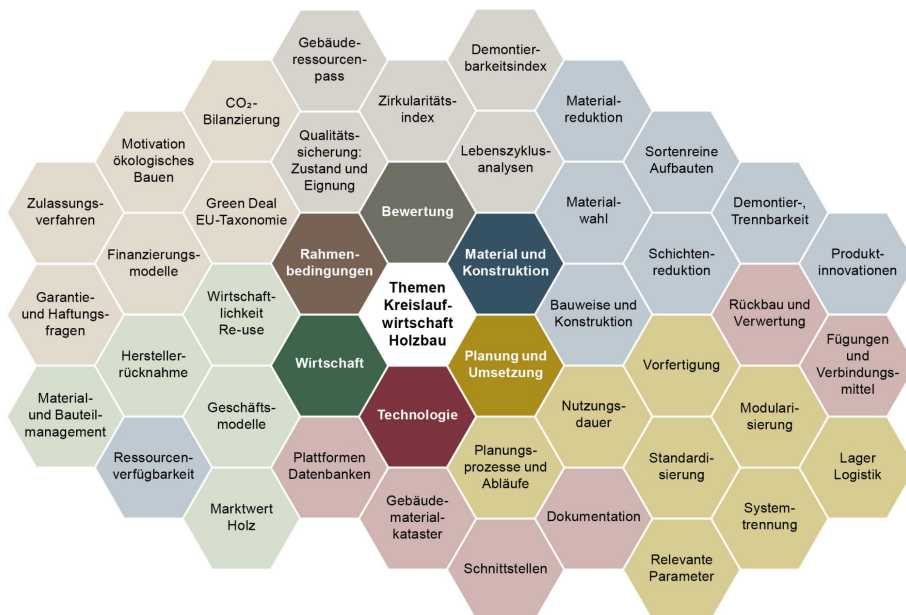 Gebäude-
ressourcen-
pass
Demontier-
barkeitsindex
CO₂-
Bilanzierung
Zirkularitäts-
index
Material-
reduktion
Motivation
ökologisches
Bauen
Qualitäts-
sicherung:
Zustand und
Eignung
Lebenszyklus-
analysen
Sortenreine
Aufbauten
Zulassungs-
verfahren
Green Deal
EU-Taxonomie
Bewertung
Material-
wahl
Demontier-,
Trennbarkeit
Finanzierungs-
modelle
Rahmen-
bedingungen
Material und
Konstruktion
Schichten-
reduktion
Produkt-
innovationen
Garantie-
und Haftungs-
fragen
Wirtschaft-
lichkeit
Re-use
Themen
Kreislauf-
wirtschaft
Holzbau
Bauweise und
Konstruktion
Rückbau und
Verwertung
Hersteller-
rücknahme
Wirtschaft
Planung und
Umsetzung
Vorfertigung
Fügungen
und
Verbindungs-
mittel
Material-
und Bauteil-
management
Geschäfts-
modelle
Technologie
Nutzungs-
dauer
Modulari-
sierung
Ressourcen-
verfügbarkeit
Plattformen
Datenbanken
Planungs-
prozesse und
Abläufe
Standardi-
sierung
Lager
Logistik
Marktwert
Holz
Gebäude-
material-
kataster
Dokumentation
System-
trennung
Schnittstellen
Relevante
Parameter